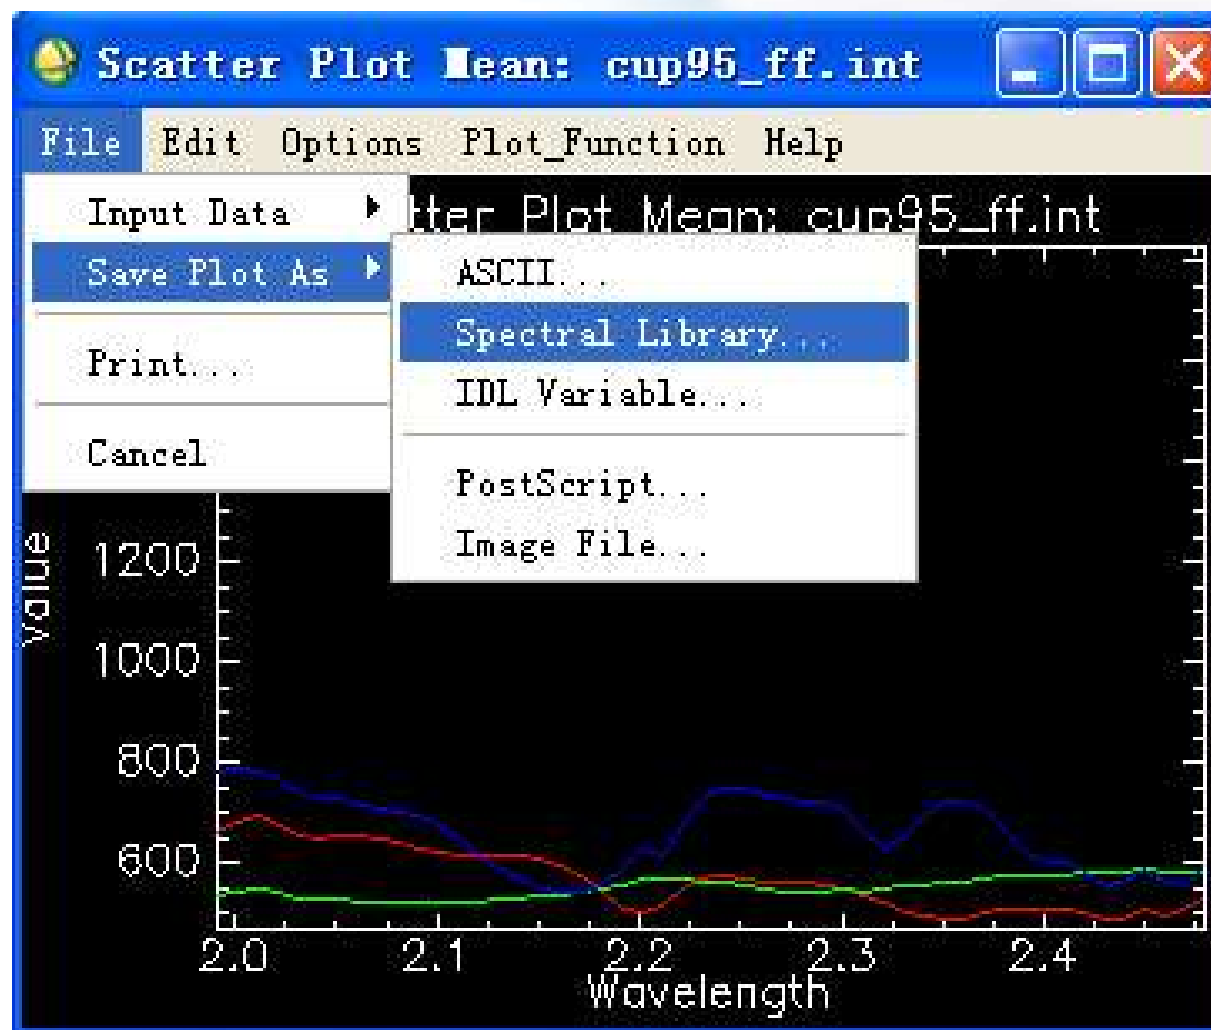 Scatter Plot Mean: cup95_ff.int
File Edit Options Plot_Function Help
Input Data
Save Plot As
Print...
Cancel
ASCII...
Spectral Library...
IDL Variable...
PostScript...
Image File...
tter Plot Mean: cup95_ff.int
Value
1200
1000
800
600
2.0 2.1 2.2 2.3 2.4
Wavelength